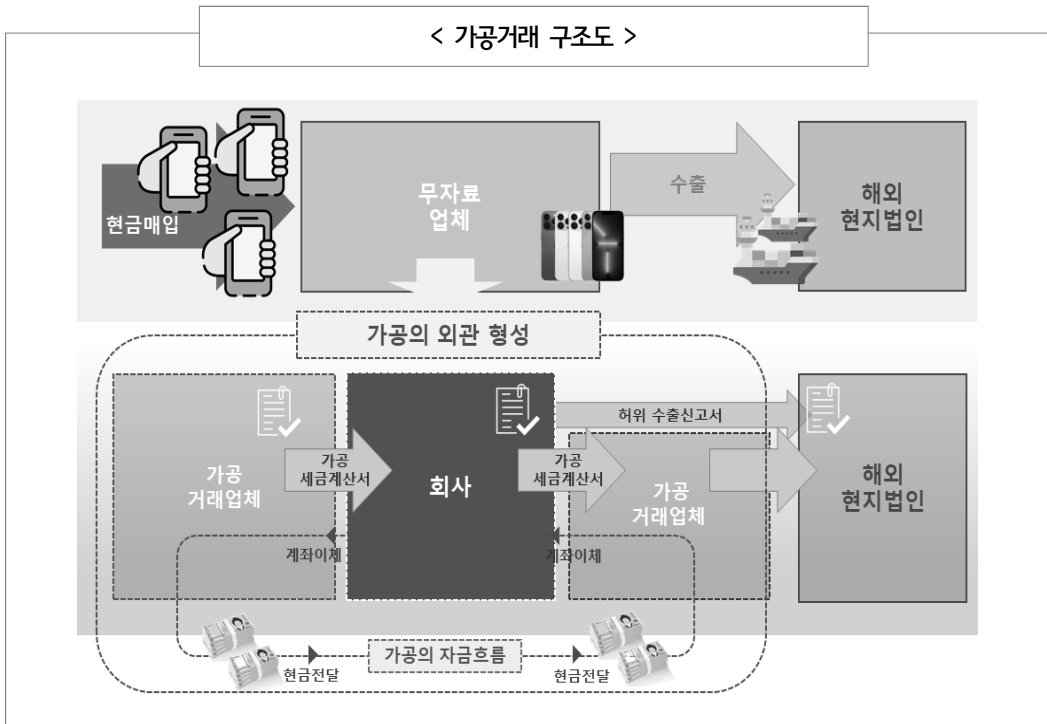 < 가공거래 구조도 >
현금매입
무자료
업체
수출
해외
현지법인
가공의 외관 형성
허위 수출신고서
가공
거래업체
가공
세금계산서
회사
가공
세금계산서
가공
거래업체
해외
현지법인
계좌이체
계좌이체
현금전달
가공의 자금흐름
현금전달